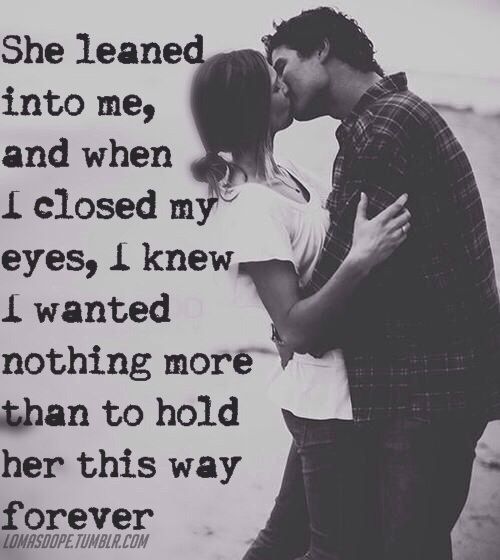 She leaned
into me,
and when
I closed my
eyes, I knew
I wanted
nothing more
than to hold
her this way
forever
LOMASDOPE.TUMBLR.COM